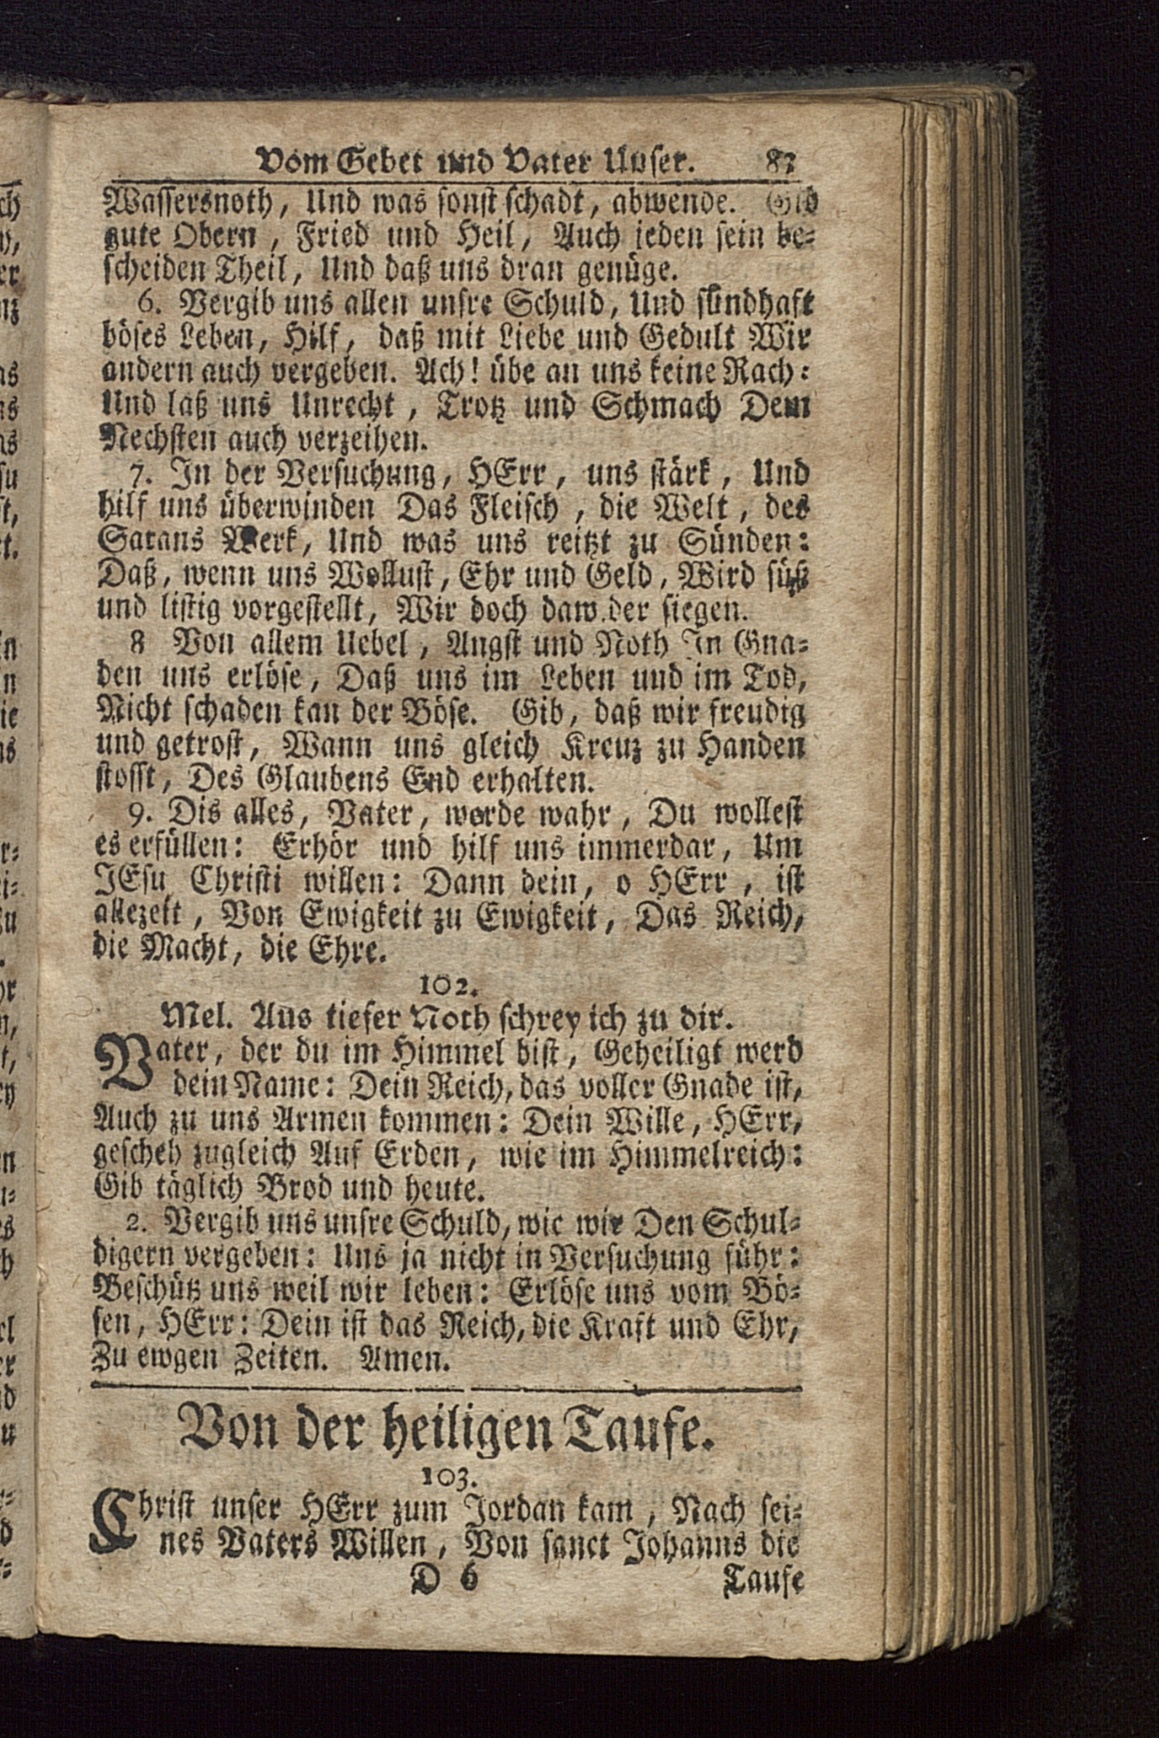 Vom Gebet und Vater Unser. 83
Wassersnoth, Und was sonst schadt, abwende. Gib
gute Obern, Fried und Heil, Auch jeden sein be-
scheiden Theil, Und daß uns dran genüge.
6. Vergib uns allen unsre Schuld, Und sündhaft
böses Leben, Hilf, daß mit Liebe und Gedult Wir
andern auch vergeben. Ach! übe an uns keine Rach:
Und laß uns Unrecht, Trotz und Schmach Dem
Nechsten auch verzeihen.
7. In der Versuchung, HErr, uns stärk, Und
hilf uns überwinden Das Fleisch, die Welt, des
Satans Werk, Und was uns reitzt zu Sünden:
Daß, wenn uns Wollust, Ehr und Geld, Wird süß
und listig vorgestellt, Wir doch dawider siegen.
8 Von allem Uebel, Angst und Noth In Gna-
den uns erlöse, Daß uns im Leben und im Tod,
Nicht schaden kan der Böse. Gib, daß wir freudig
und getrost, Wann uns gleich Kreuz zu Handen
stosst, Des Glaubens End erhalten.
9. Dis alles, Vater, werde wahr, Du wollest
es erfüllen: Erhör und hilf uns immerdar, Um
JEsu Christi willen: Dann dein, o HErr, ist
allezeit, Von Ewigkeit zu Ewigkeit, Das Reich,
die Macht, die Ehre.
102.
Mel. Aus tiefer Noth schrey ich zu dir.
Vater, der du im Himmel bist, Geheiligt werd
dein Name: Dein Reich, das voller Gnade ist,
Auch zu uns Armen kommen: Dein Wille, HErr,
gescheh zugleich Auf Erden, wie im Himmelreich:
Gib täglich Brod und heute.
2. Vergib uns unsre Schuld, wie wir Den Schul-
digern vergeben: Uns ja nicht in Versuchung führ:
Beschütz uns weil wir leben: Erlöse uns vom Bö-
sen, HErr: Dein ist das Reich, die Kraft und Ehr,
Zu ewgen Zeiten. Amen.
Von der heiligen Taufe.
103.
Christ unser HErr zum Jordan kam, Nach sei-
nes Vaters Willen, Von sanct Johanns die
D 6 Taufe